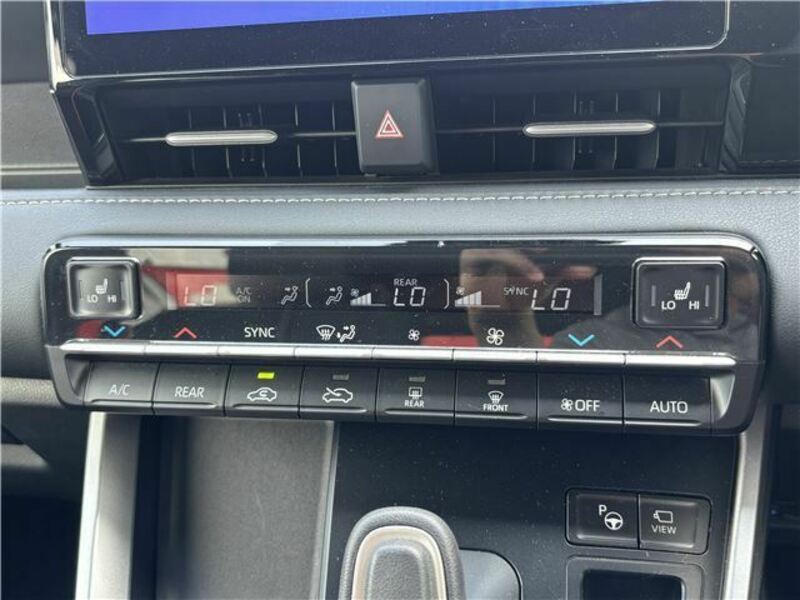 LO HI
LO A/C ON REAR LO SYNC LO
LO HI
SYNC
A/C REAR REAR FRONT OFF AUTO
P VIEW